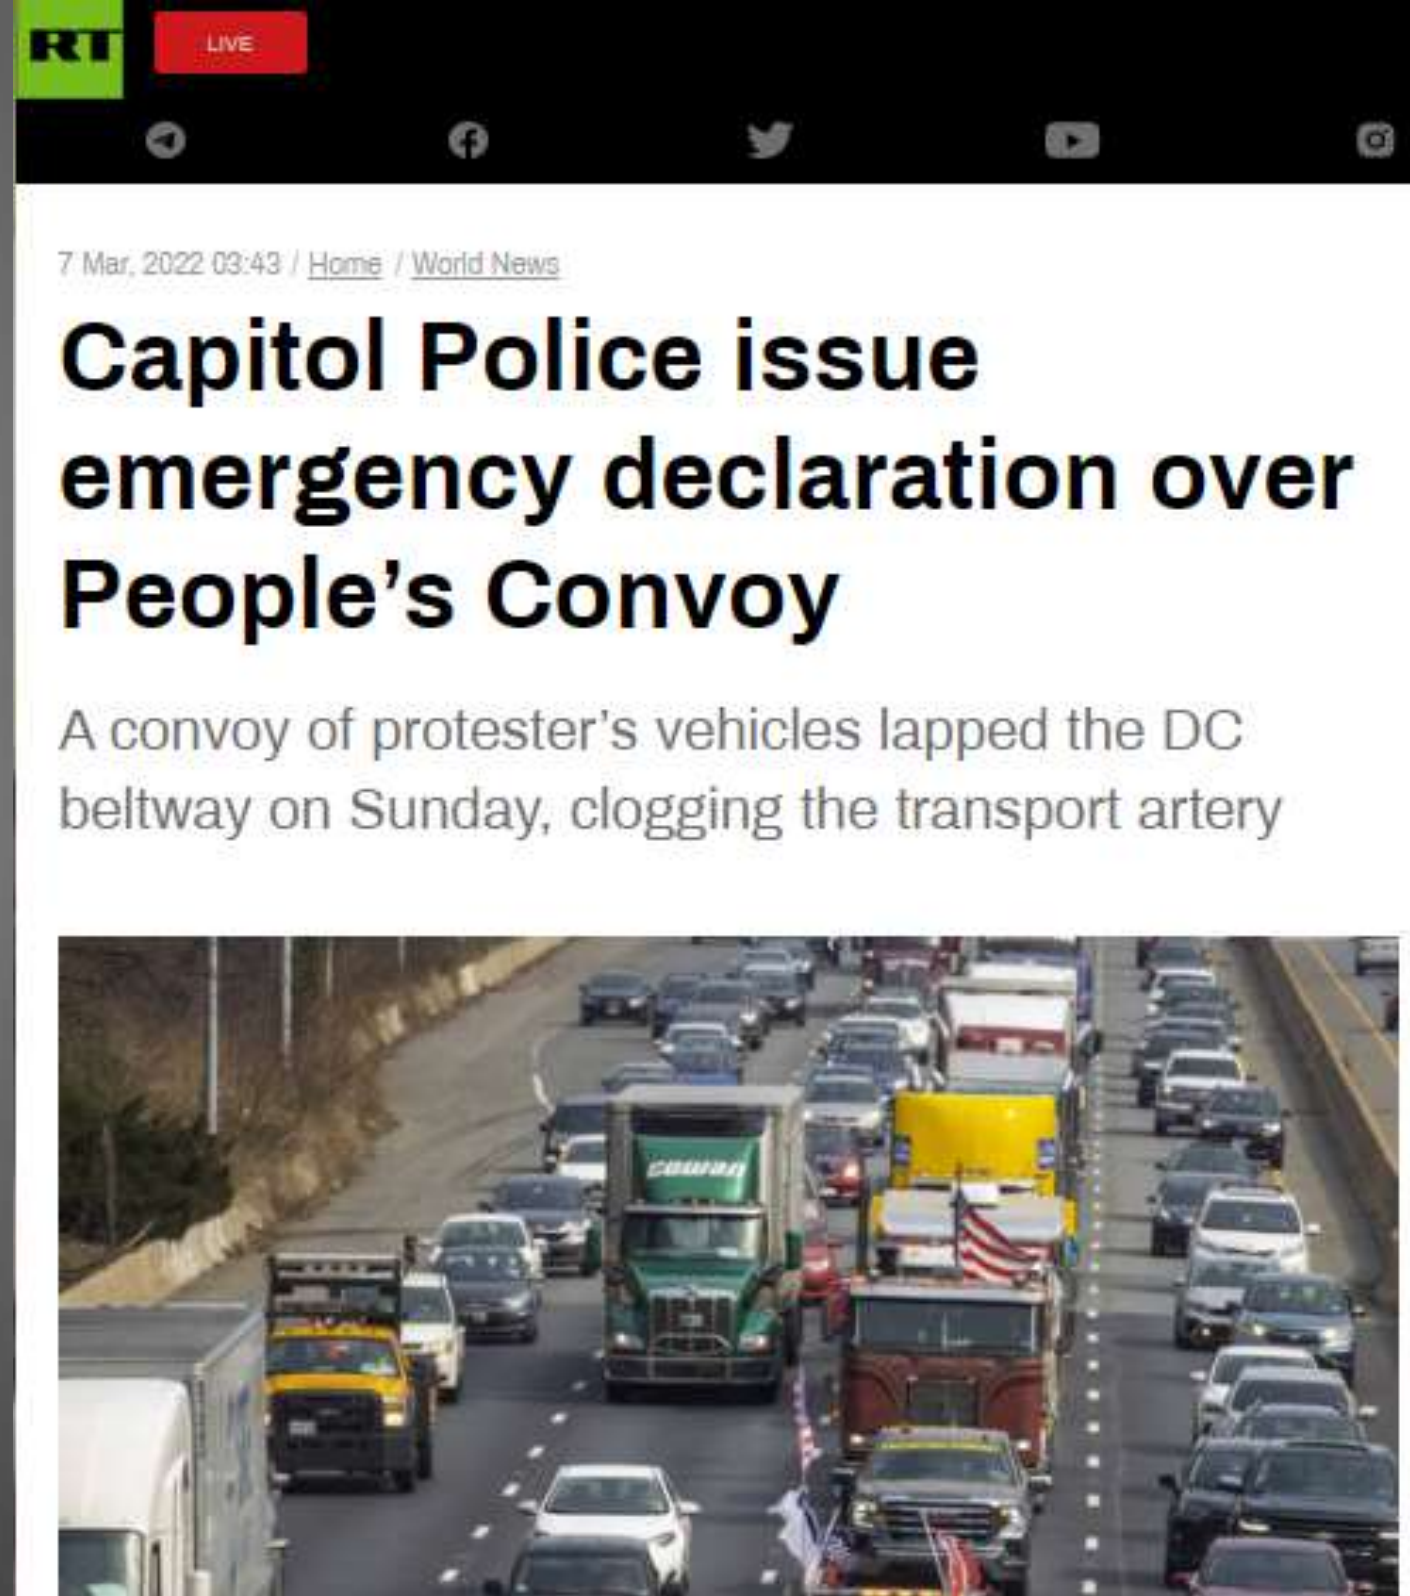 RT
LIVE
7 Mar, 2022 03:43 / Home / World News
Capitol Police issue
emergency declaration over
People’s Convoy
A convoy of protester’s vehicles lapped the DC
beltway on Sunday, clogging the transport artery
cowan